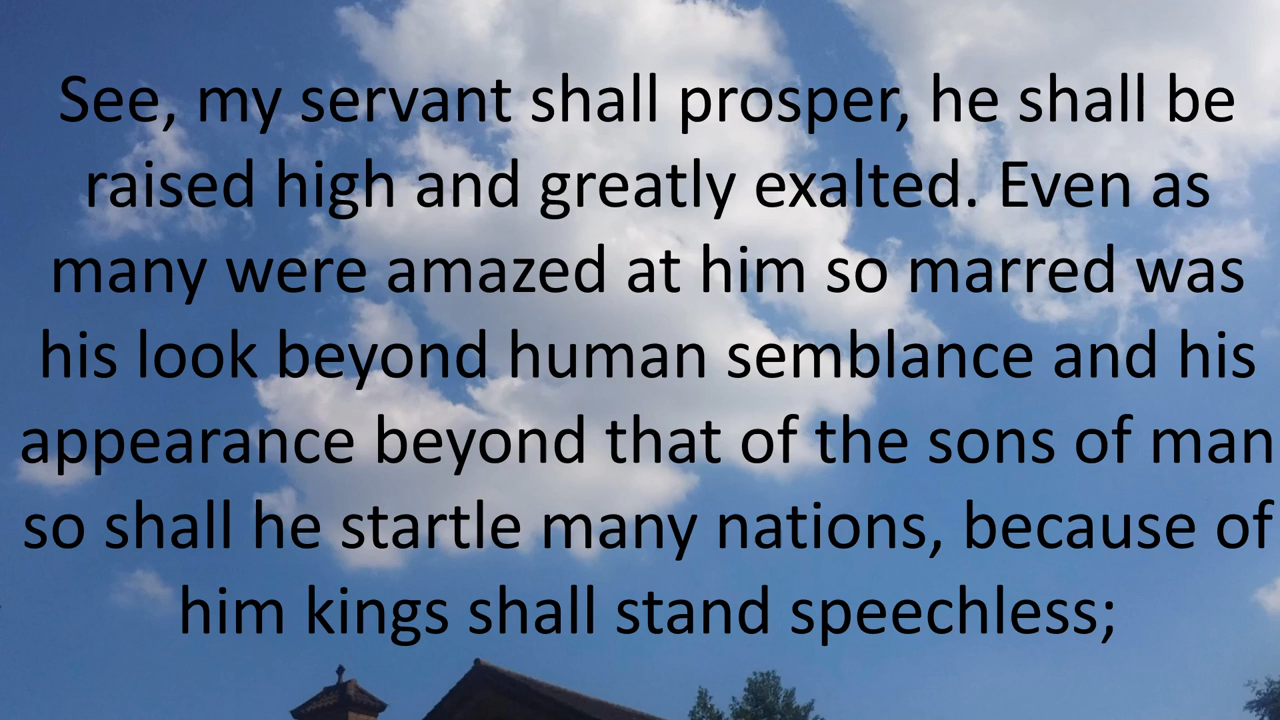 See, my servant shall prosper, he shall be
raised high and greatly exalted. Even as
many were amazed at him so marred was
his look beyond human semblance and his
appearance beyond that of the sons of man
so shall he startle many nations, because of
him kings shall stand speechless;